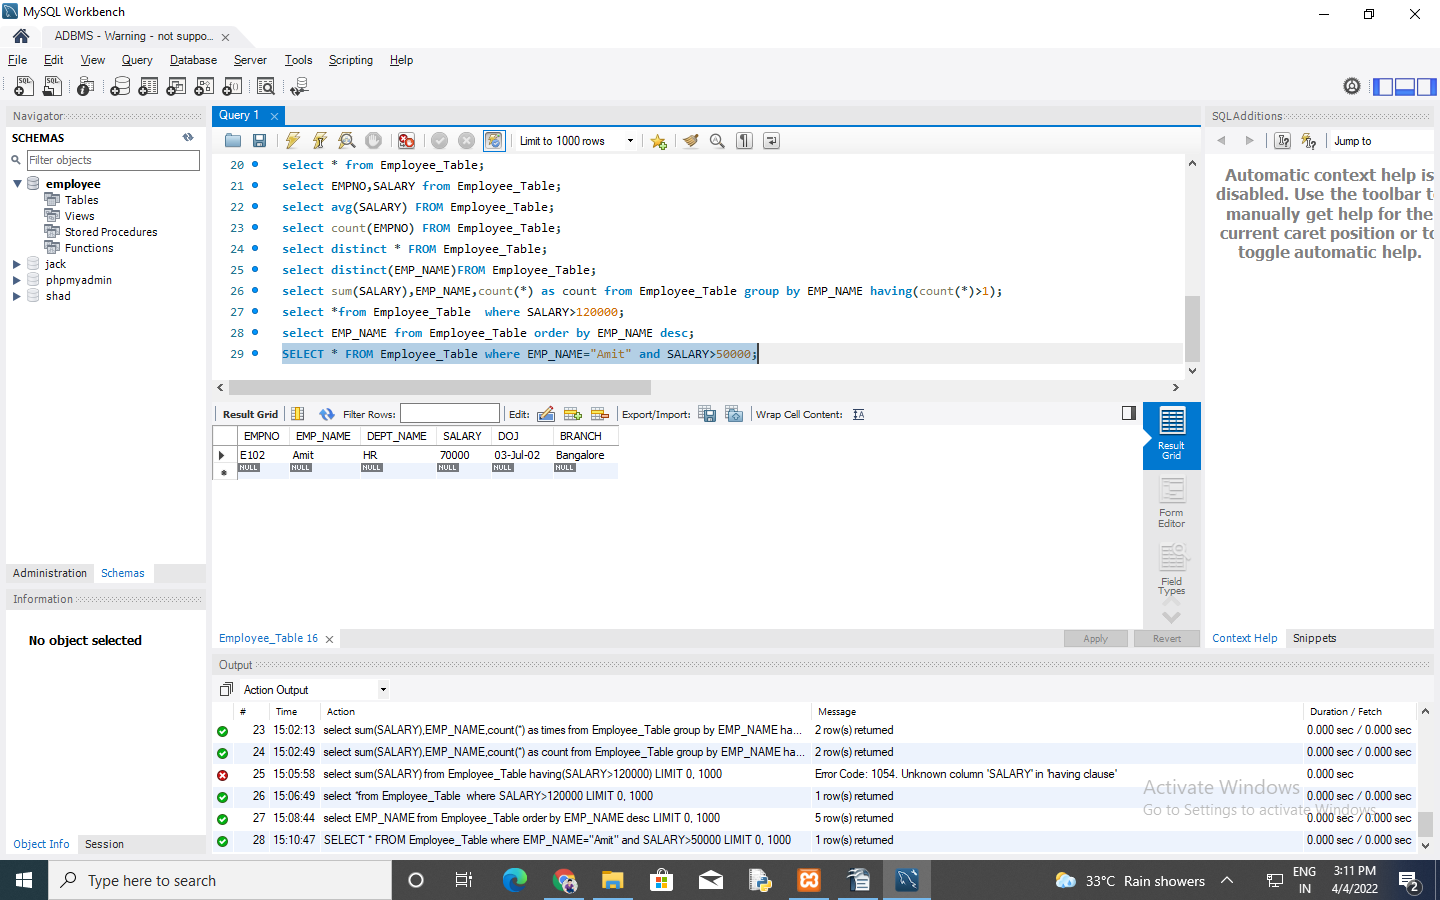 MySQL Workbench
ADBMS - Warning - not suppo...
File Edit View Query Database Server Tools Scripting Help
Navigator
SCHEMAS
Filter objects
employee
Tables
Views
Stored Procedures
Functions
jack
phpmyadmin
shad
Administration Schemas
Information
No object selected
Object Info Session
Query 1
Limit to 1000 rows
20 select * from Employee_Table;
21 select EMPNO,SALARY from Employee_Table;
22 select avg(SALARY) FROM Employee_Table;
23 select count(EMPNO) FROM Employee_Table;
24 select distinct * FROM Employee_Table;
25 select distinct(EMP_NAME)FROM Employee_Table;
26 select sum(SALARY),EMP_NAME,count(*) as count from Employee_Table group by EMP_NAME having(count(*)>1);
27 select *from Employee_Table  where SALARY>120000;
28 select EMP_NAME from Employee_Table order by EMP_NAME desc;
29 SELECT * FROM Employee_Table where EMP_NAME="Amit" and SALARY>50000;
Result Grid Filter Rows: Edit: Export/Import: Wrap Cell Content: IA
EMPNO EMP_NAME DEPT_NAME SALARY DOJ BRANCH
E102 Amit HR 70000 03-Jul-02 Bangalore
NULL NULL NULL NULL NULL NULL
Result
Grid
Form
Editor
Field
Types
Employee_Table 16
Apply Revert
SQLAdditions
Jump to
Automatic context help is
disabled. Use the toolbar t
manually get help for the
current caret position or to
toggle automatic help.
Context Help Snippets
Output
Action Output
# Time Action Message Duration / Fetch
23 15:02:13 select sum(SALARY),EMP_NAME,count(*) as times from Employee_Table group by EMP_NAME ha... 2 row(s) returned 0.000 sec / 0.000 sec
24 15:02:49 select sum(SALARY),EMP_NAME,count(*) as count from Employee_Table group by EMP_NAME ha... 2 row(s) returned 0.000 sec / 0.000 sec
25 15:05:58 select sum(SALARY) from Employee_Table having(SALARY>120000) LIMIT 0, 1000 Error Code: 1054. Unknown column 'SALARY' in 'having clause' 0.000 sec
26 15:06:49 select *from Employee_Table  where SALARY>120000 LIMIT 0, 1000 1 row(s) returned 0.000 sec / 0.000 sec
27 15:08:44 select EMP_NAME from Employee_Table order by EMP_NAME desc LIMIT 0, 1000 5 row(s) returned 0.000 sec / 0.000 sec
28 15:10:47 SELECT * FROM Employee_Table where EMP_NAME="Amit" and SALARY>50000 LIMIT 0, 1000 1 row(s) returned 0.000 sec / 0.000 sec
Activate Windows
Go to Settings to activate Windows.
Type here to search
33°C Rain showers
ENG
IN
3:11 PM
4/4/2022
2